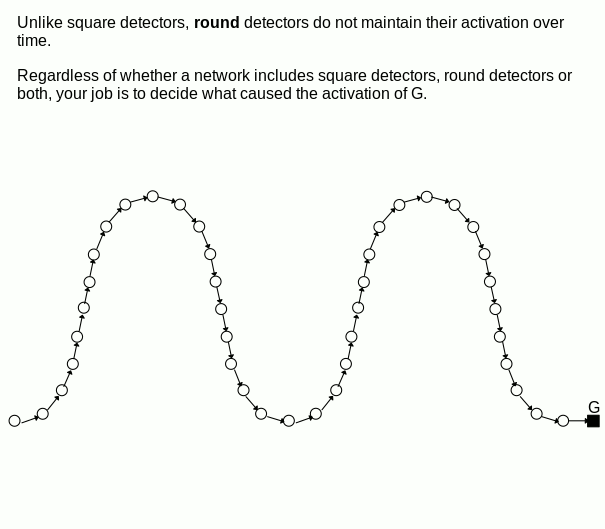 Unlike square detectors, round detectors do not maintain their activation over
time.
Regardless of whether a network includes square detectors, round detectors or
both, your job is to decide what caused the activation of G.
G